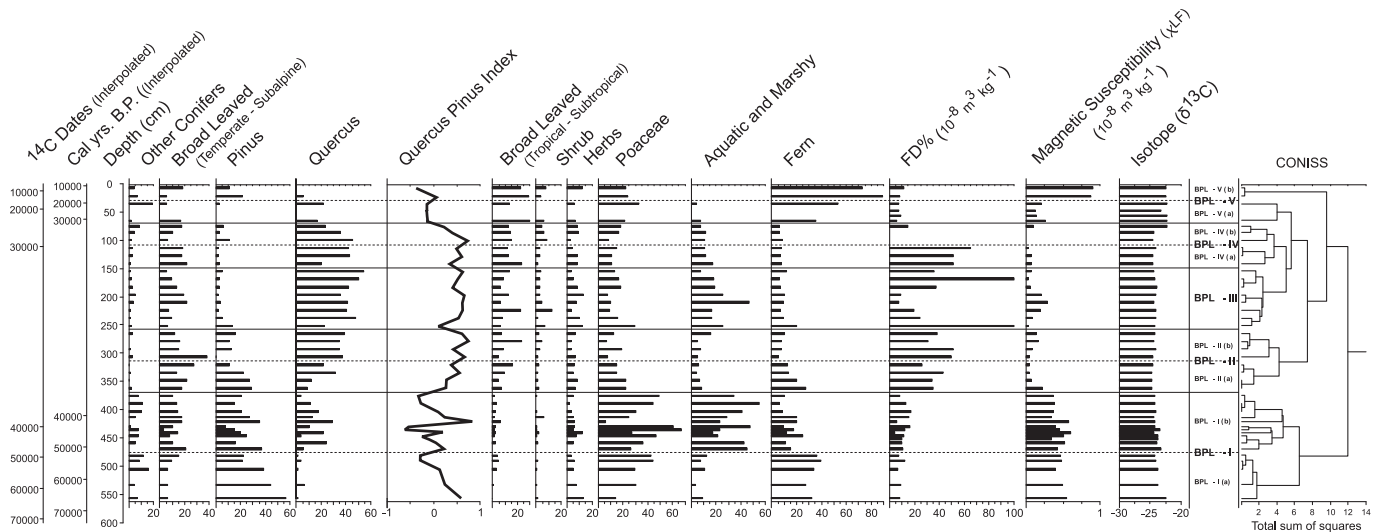 14C Dates (Interpolated)
Cal yrs. B.P. ((Interpolated)
Depth (cm)
Other Conifers
Broad Leaved
(Temperate - Subalpine)
Pinus
Quercus
Quercus Pinus Index
Broad Leaved
(Tropical - Subtropical)
Shrub
Herbs
Poaceae
Aquatic and Marshy
Fern
FD% (10-8 m3 kg-1)
Magnetic Susceptibility (χLF)
(10-8 m3 kg-1)
Isotope (δ13C)
CONISS
10000
20000
30000
40000
50000
60000
70000
10000
20000
30000
40000
50000
60000
70000
0
50
100
150
200
250
300
350
400
450
500
550
600
BPL - V (b)
BPL - V
BPL - V (a)
BPL - IV (b)
BPL - IV
BPL - IV (a)
BPL - III
BPL - II (b)
BPL - II
BPL - II (a)
BPL - I (b)
BPL - I
BPL - I (a)
20
20 40
20 40 60
20 40 60
-1 0 1
20
20
20
20 40 60
20 40 60
20 40 60 80
20 40 60 80 100
1
-30 -20
0 2 4 6 8 10 12 14
Total sum of squares